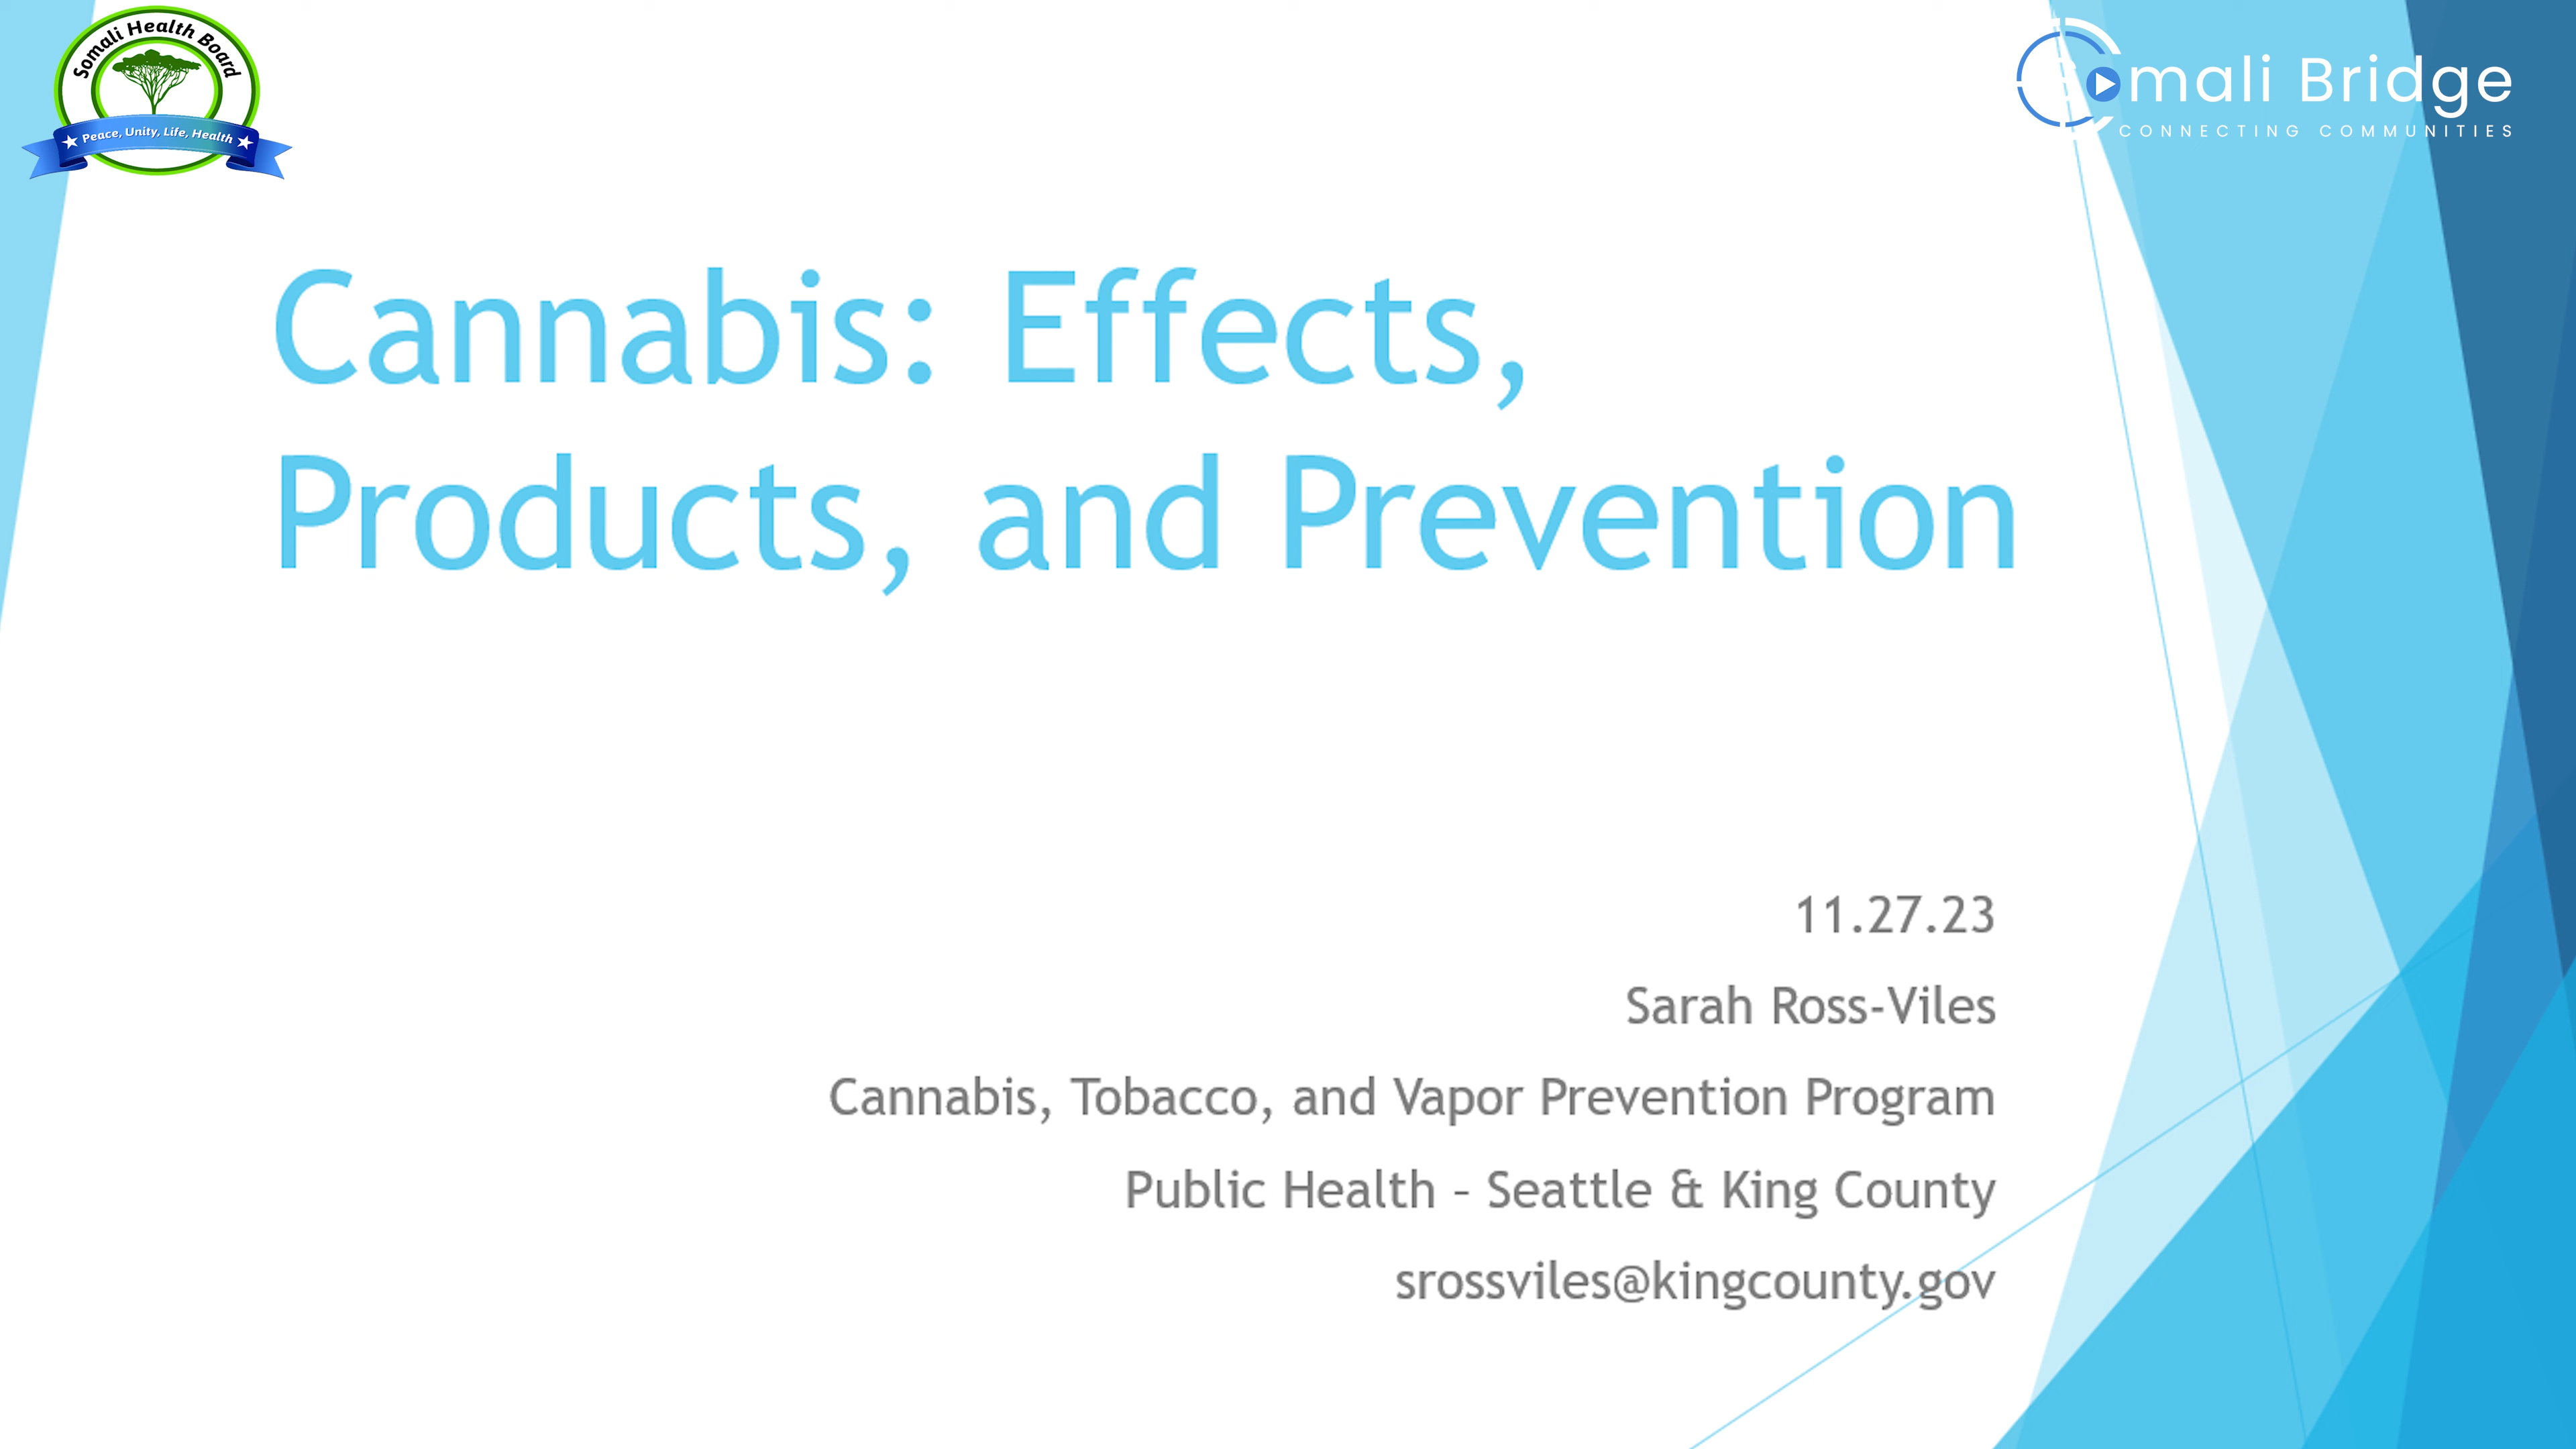 Somali Health Board
Peace, Unity, Life, Health
mali Bridge
CONNECTING COMMUNITIES
Cannabis: Effects,
Products, and Prevention
11.27.23
Sarah Ross-Viles
Cannabis, Tobacco, and Vapor Prevention Program
Public Health - Seattle & King County
srossviles@kingcounty.gov